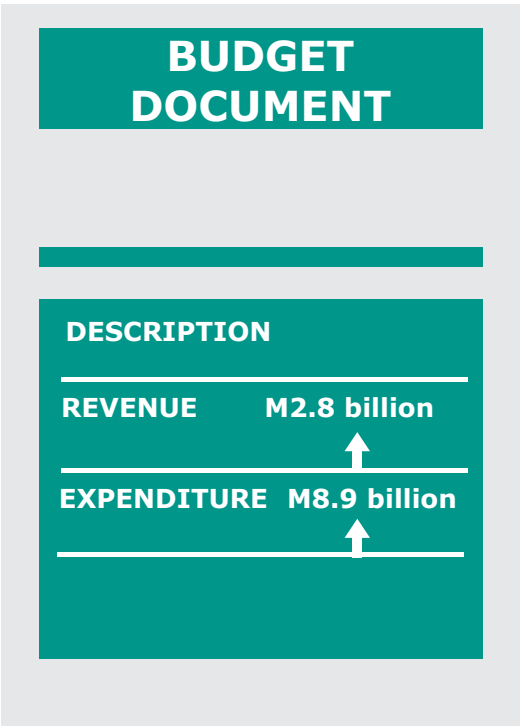 BUDGET
DOCUMENT
DESCRIPTION
REVENUE M2.8 billion
EXPENDITURE M8.9 billion